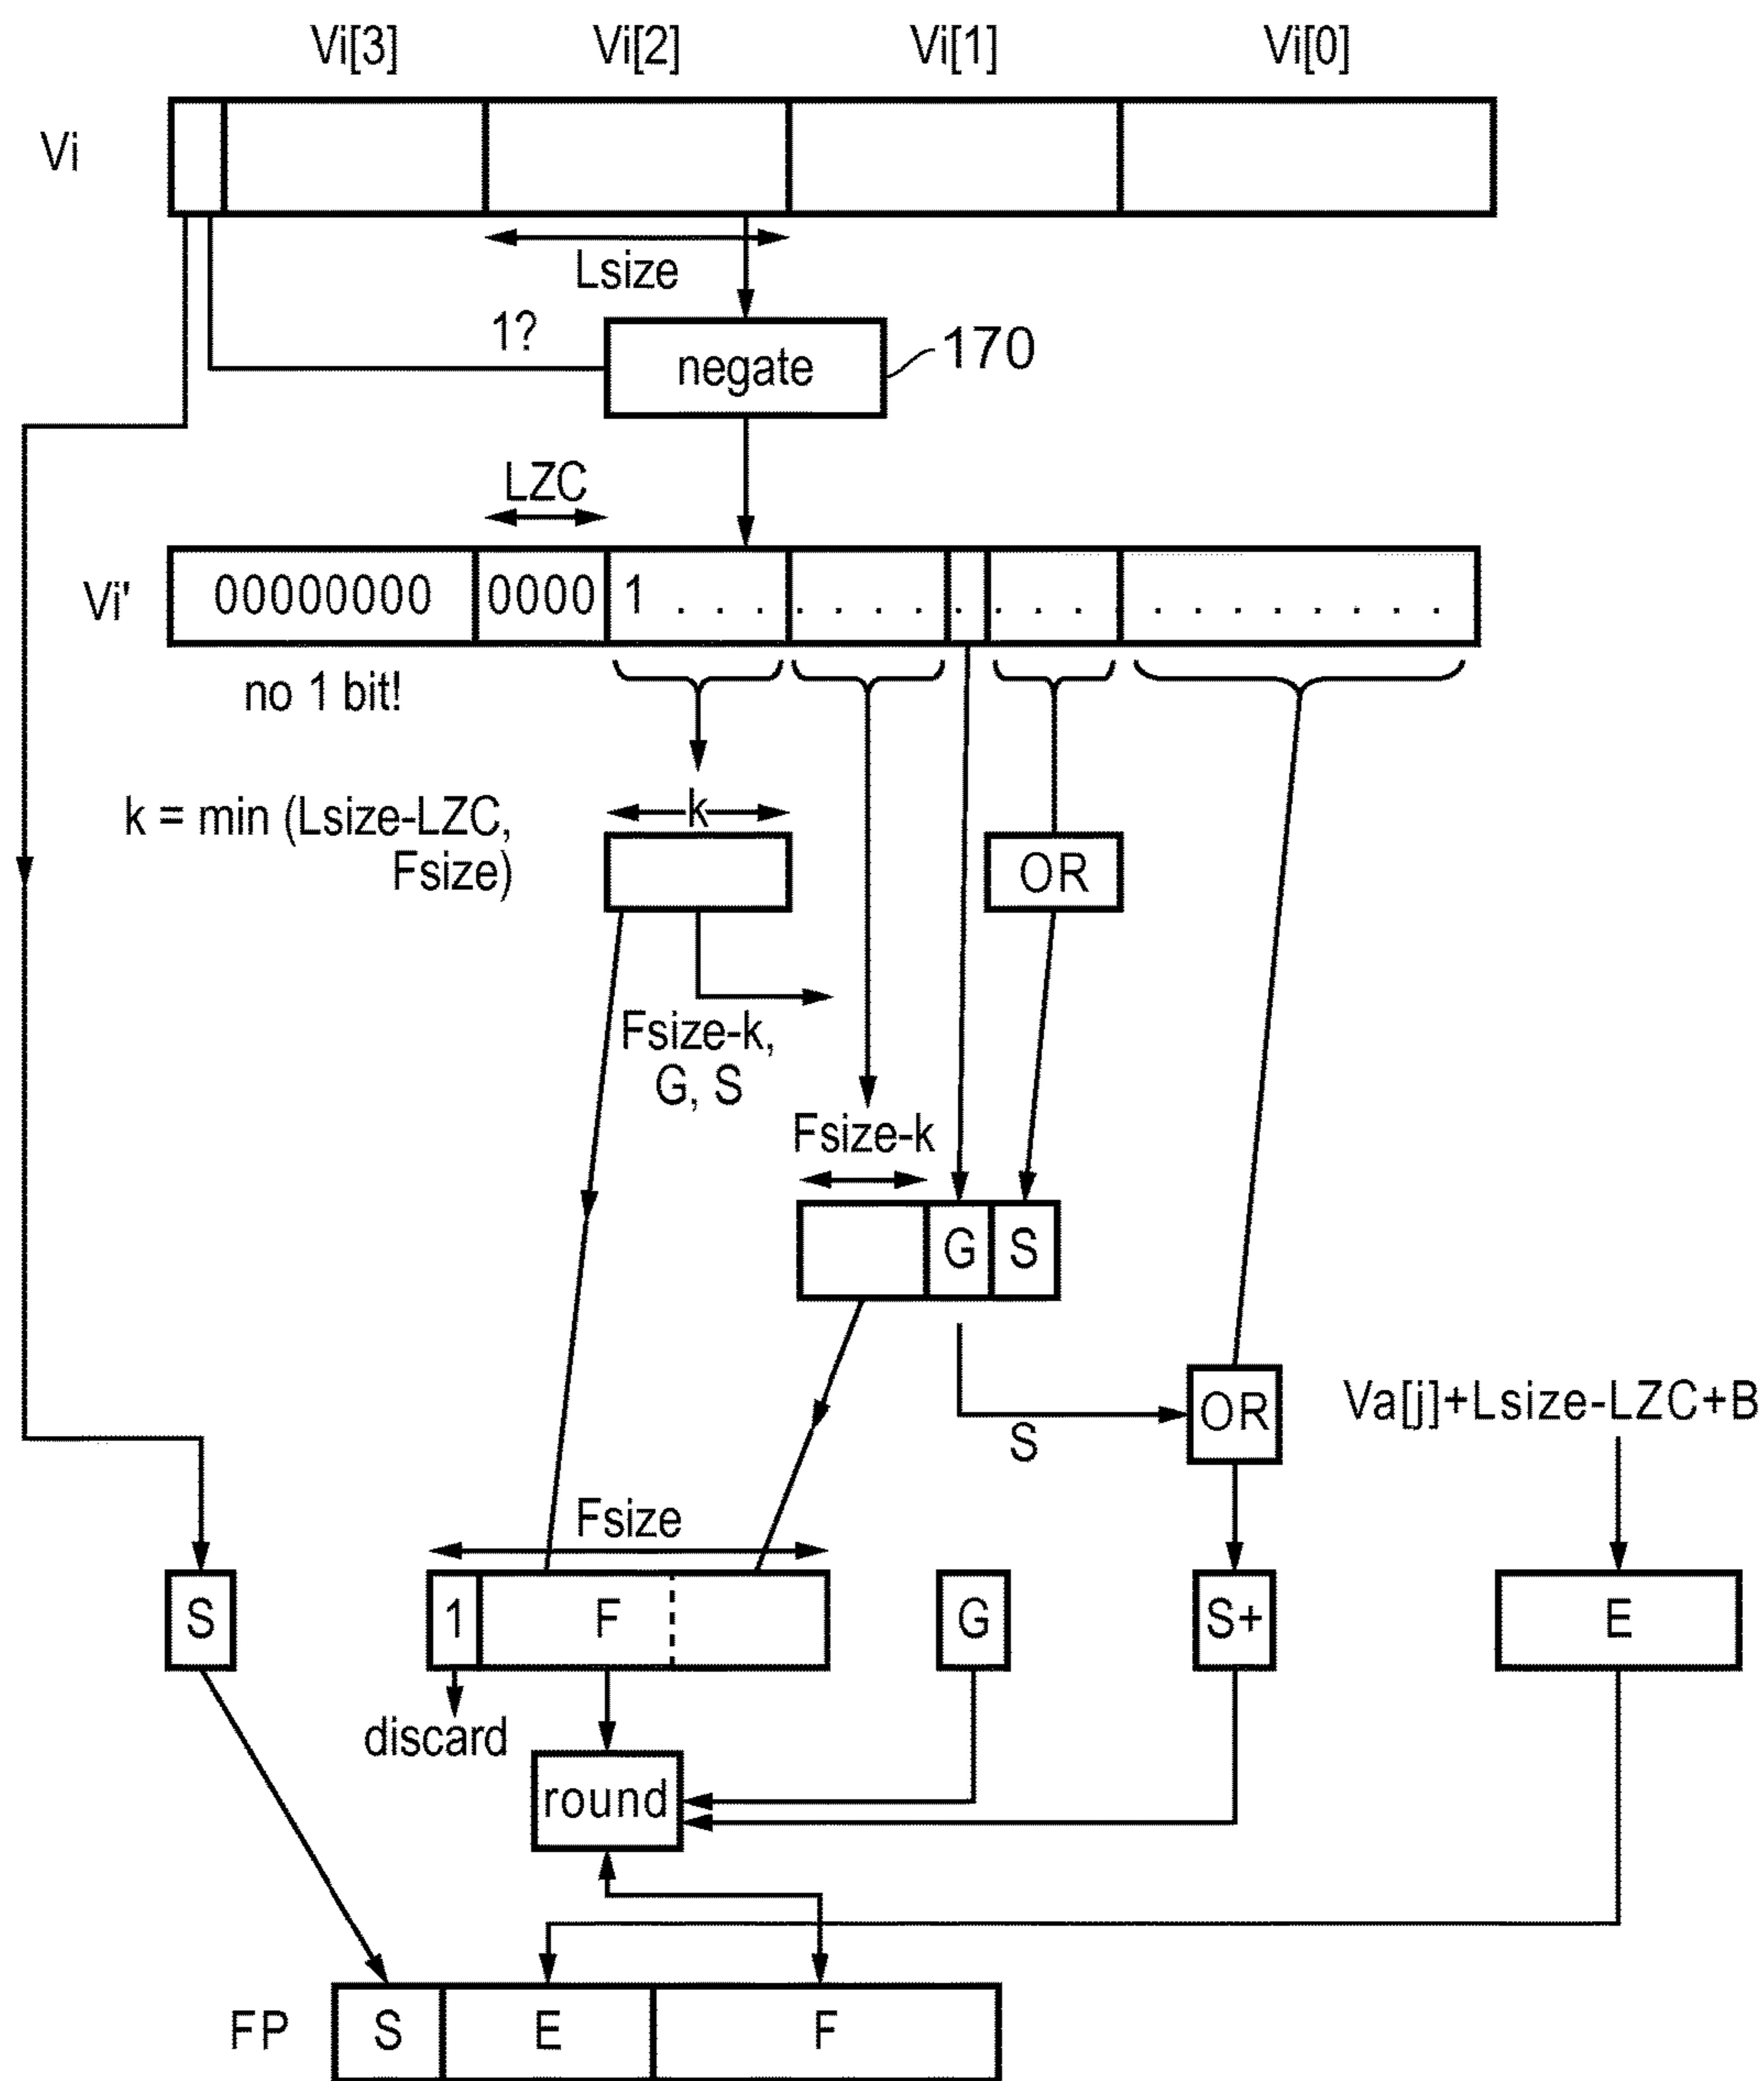 Vi[3] Vi[2] Vi[1] Vi[0]
Vi
Lsize
1?
negate
170
LZC
Vi' 00000000 0000 1 . . . . . . . . . . . . . . . . . . .
no 1 bit!
k = min (Lsize-LZC,
Fsize)
k
OR
Fsize-k,
G, S
Fsize-k
G S
S
OR
Va[j]+Lsize-LZC+B
Fsize
S 1 F G S+ E
discard
round
FP S E F